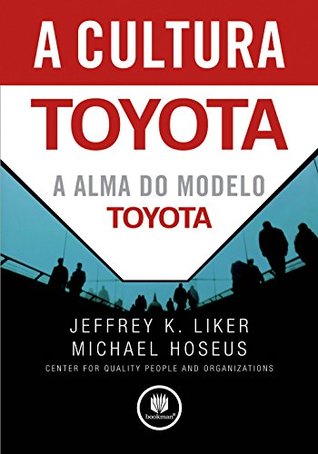 A CULTURA
TOYOTA
A ALMA DO MODELO
TOYOTA
JEFFREY K. LIKER
MICHAEL HOSEUS
CENTER FOR QUALITY PEOPLE AND ORGANIZATIONS
bookman®